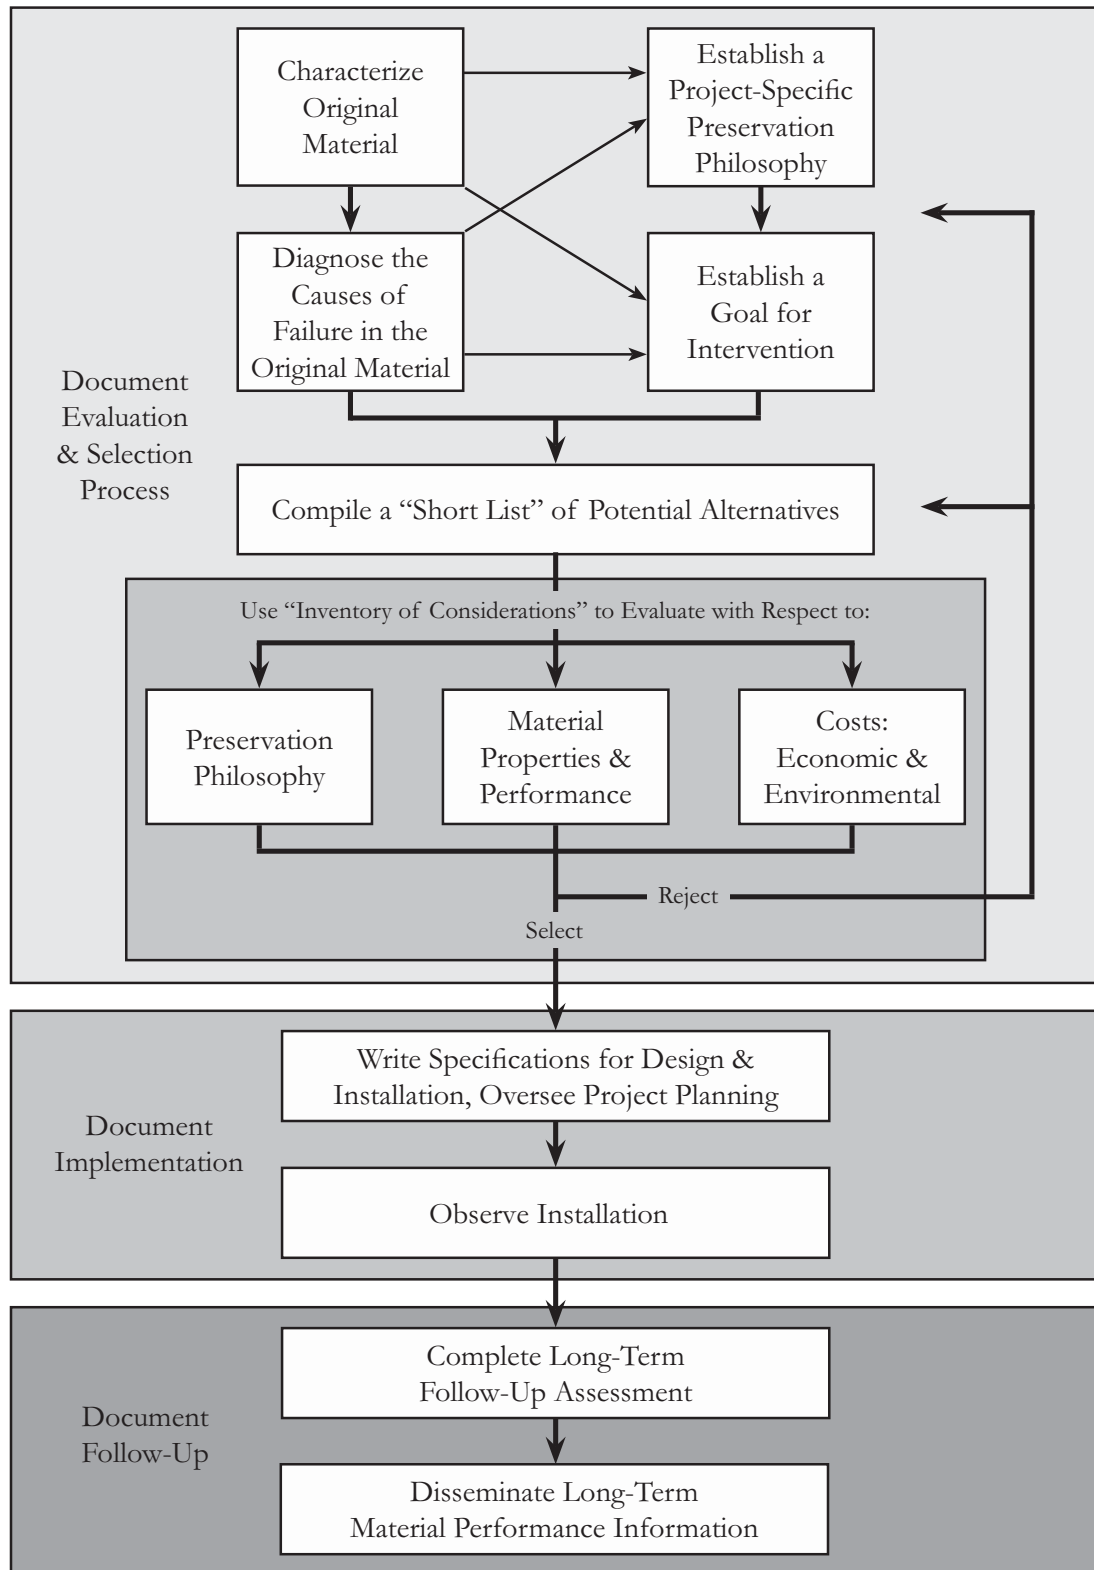 Characterize
Original
Material
Establish a
Project-Specific
Preservation
Philosophy
Diagnose the
Causes of
Failure in the
Original Material
Establish a
Goal for
Intervention
Document
Evaluation
& Selection
Process
Compile a “Short List” of Potential Alternatives
Use “Inventory of Considerations” to Evaluate with Respect to:
Preservation
Philosophy
Material
Properties &
Performance
Costs:
Economic &
Environmental
Reject
Select
Document
Implementation
Write Specifications for Design &
Installation, Oversee Project Planning
Observe Installation
Document
Follow-Up
Complete Long-Term
Follow-Up Assessment
Disseminate Long-Term
Material Performance Information